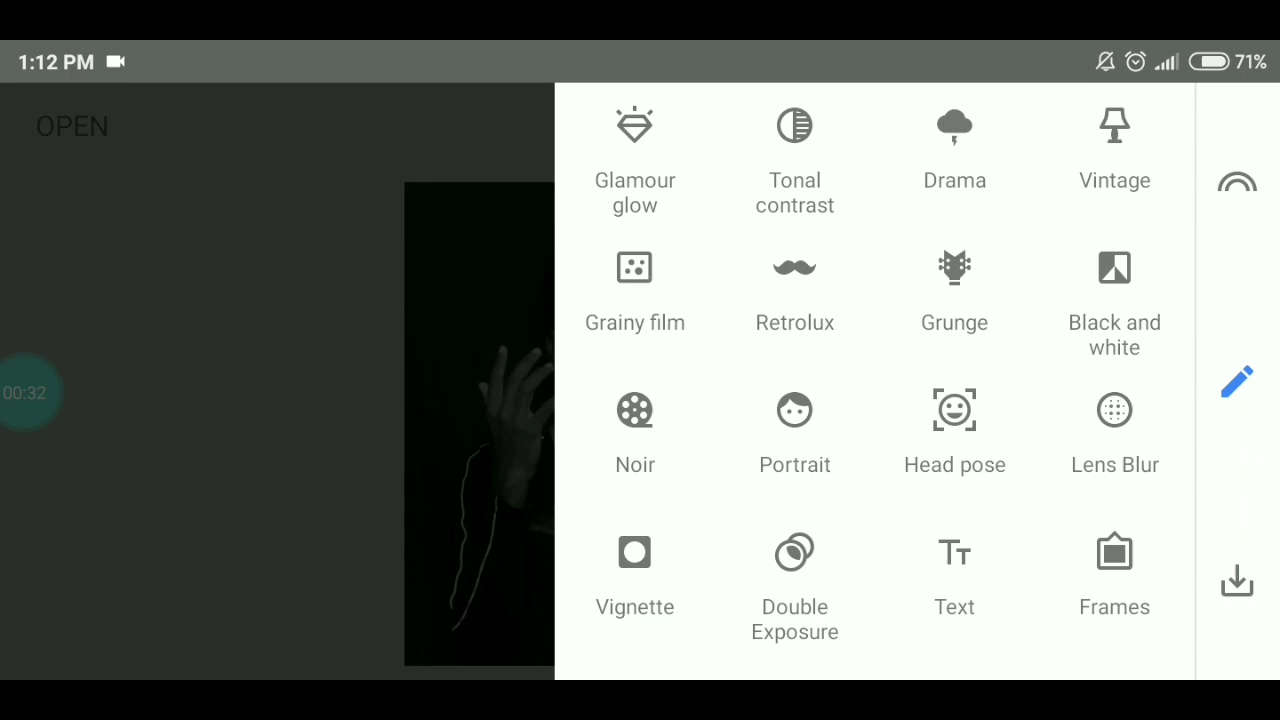 1:12 PM
71%
OPEN
Glamour
glow
Tonal
contrast
Drama
Vintage
Grainy film
Retrolux
Grunge
Black and
white
00:32
Noir
Portrait
Head pose
Lens Blur
Vignette
Double
Exposure
Text
Frames